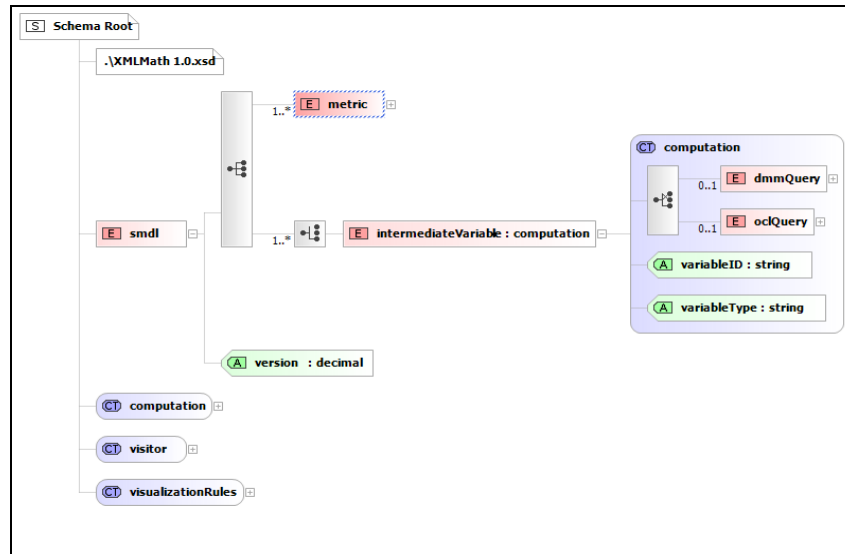 S Schema Root
.\XMLMath 1.0.xsd
1..* E metric
CT computation
0..1 E dmmQuery
E smdl
1..* E intermediateVariable : computation
0..1 E oclQuery
A variableID : string
A variableType : string
A version : decimal
CT computation
CT visitor
CT visualizationRules